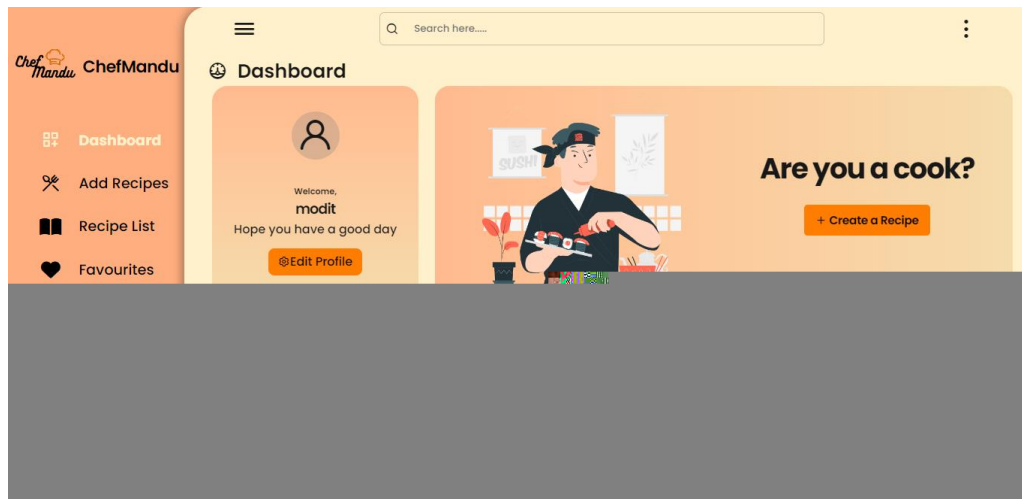 Search here.....
Chef
Mandu
ChefMandu
Dashboard
Dashboard
Add Recipes
Recipe List
Favourites
Welcome,
modit
Hope you have a good day
Edit Profile
SUSHI
Are you a cook?
+ Create a Recipe